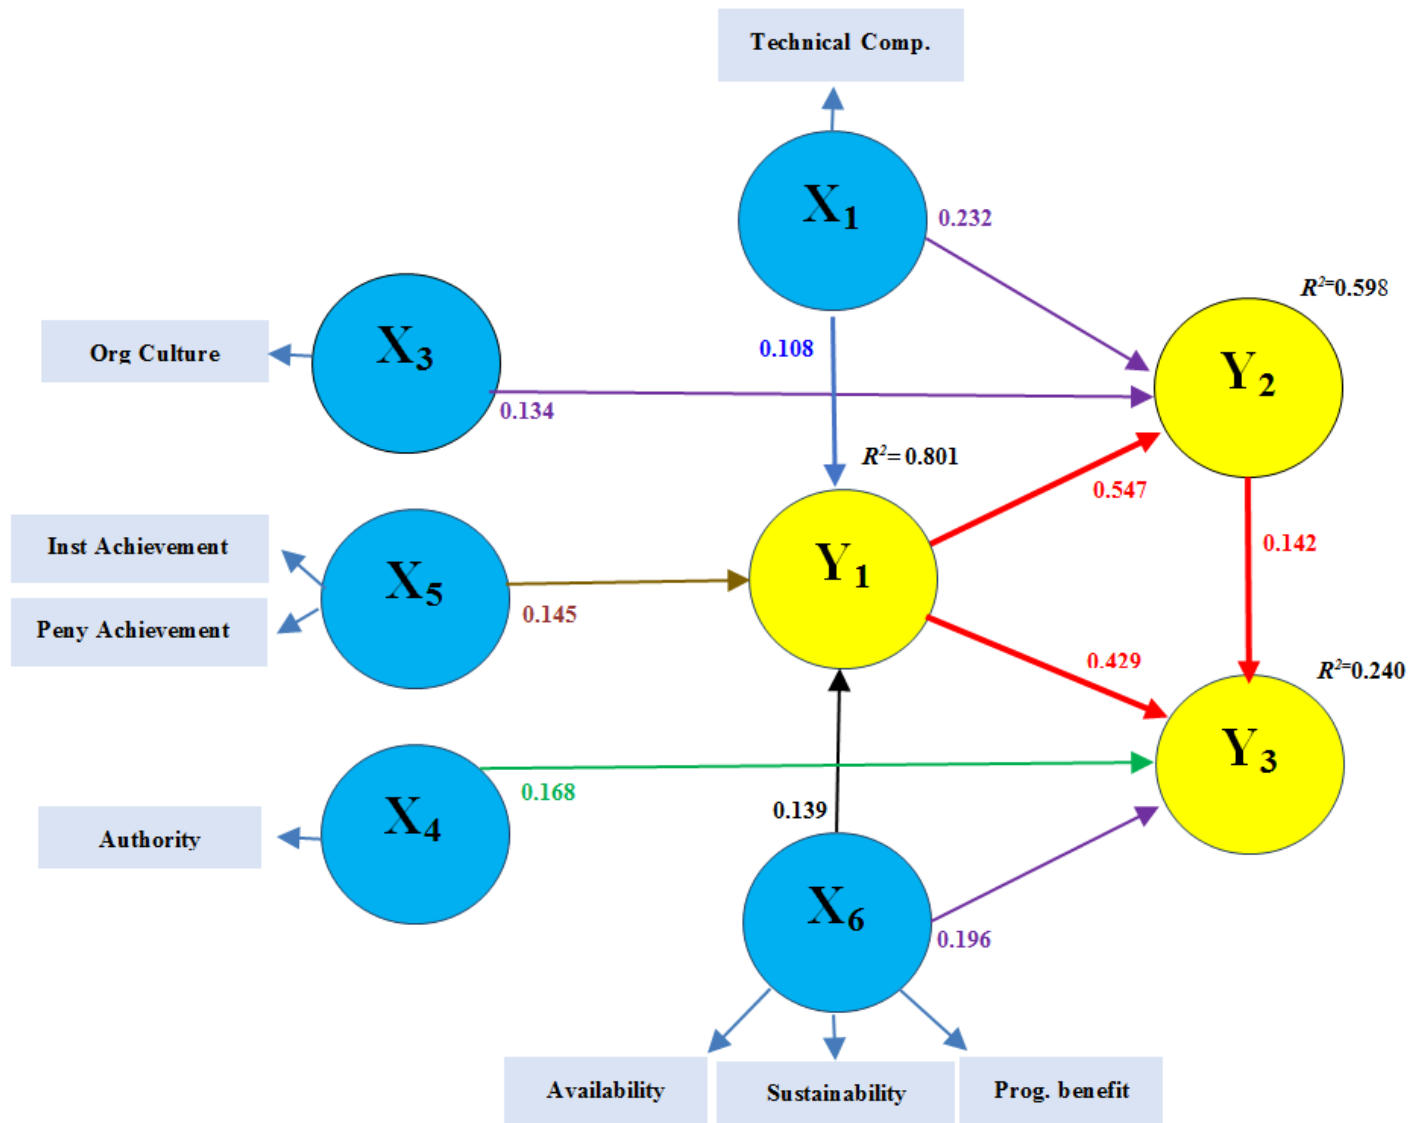 Technical Comp.
X1
0.232
R2=0.598
Org Culture
X3
0.108
Y2
0.134
R2= 0.801
0.547
Inst Achievement
X5
Y1
0.142
Peny Achievement
0.145
0.429
R2=0.240
X4
0.168
Y3
Authority
0.139
X6
0.196
Availability
Sustainability
Prog. benefit